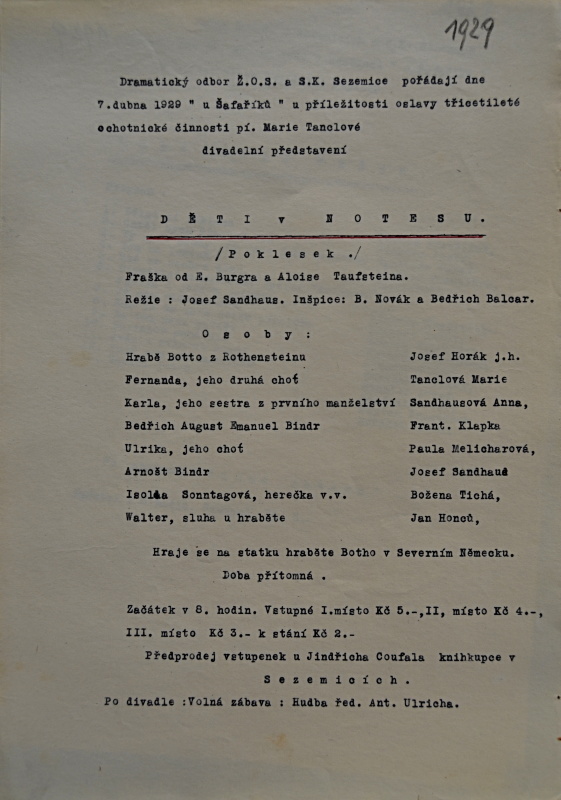 1929
Dramatický odbor Ž.O.S. a S.K. Sezemice pořádají dne
7.dubna 1929 " u Šafaříků " u příležitosti oslavy třicetileté
ochotnické činnosti pí. Marie Tanclové
divadelní představení
D Ě T I v N O T E S U .
/ P o k l e s e k . /
Fraška od E. Burgra a Aloise Taufsteina.
Režie : Josef Sandhaus. Inšpice: B. Novák a Bedřich Balcar.
O s o b y :
Hrabě Botto z Rothensteinu Josef Horák j.h.
Fernanda, jeho druhá choť Tanclová Marie
Karla, jeho sestra z prvního manželství Sandhausová Anna,
Bedřich August Emanuel Bindr Frant. Klapka
Ulrika, jeho choť Paula Melicharová,
Arnošt Bindr Josef Sandhaus
Isolda Sonntagová, herečka v.v. Božena Tichá,
Walter, sluha u hraběte Jan Honců,
Hraje se na statku hraběte Botho v Severním Německu.
Doba přítomná .
Začátek v 8. hodin. Vstupné I.místo Kč 5.-,II, místo Kč 4.-,
III. místo Kč 3.- k stání Kč 2.-
Předprodej vstupenek u Jindřicha Coufala knihkupce v
S e z e m i c í c h .
Po divadle :Volná zábava : Hudba řed. Ant. Ulricha.